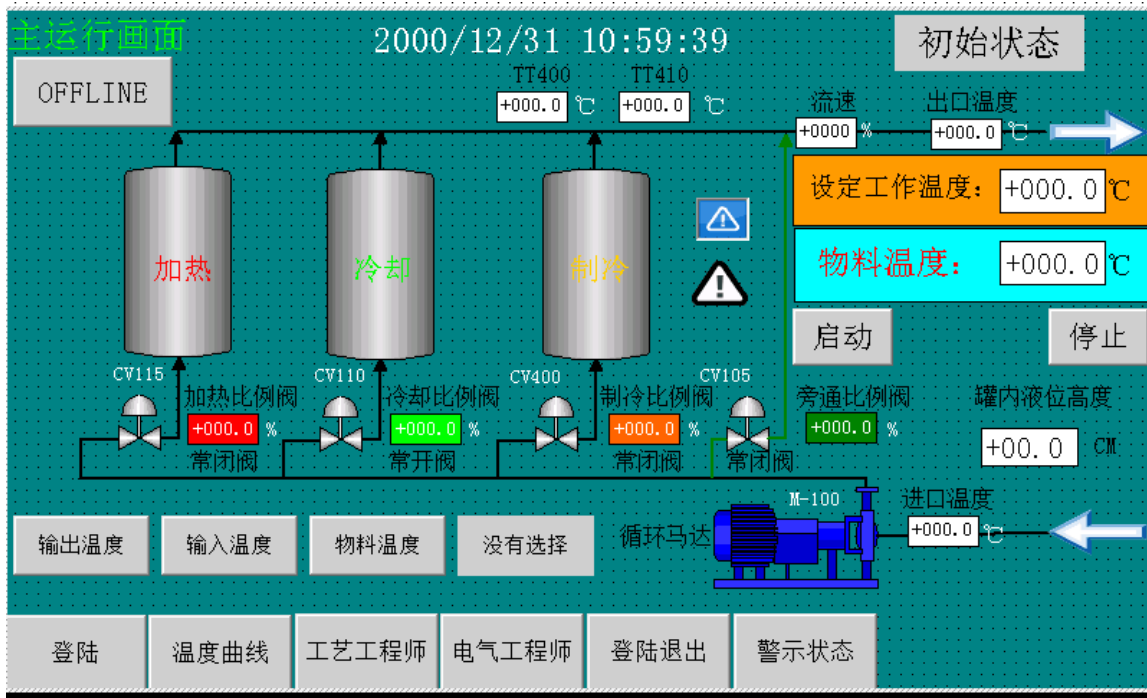 主运行画面
2000/12/31 10:59:39
初始状态
OFFLINE
TT400
TT410
+000.0 ℃
+000.0 ℃
流速
出口温度
+0000 %
+000.0 ℃
设定工作温度: +000.0 ℃
物料温度: +000.0 ℃
加热
冷却
制冷
启动
停止
CV115
CV110
CV400
CV105
加热比例阀
冷却比例阀
制冷比例阀
旁通比例阀
罐内液位高度
+000.0 %
+000.0 %
+000.0 %
+000.0 %
+00.0 CM
常闭阀
常开阀
常闭阀
常闭阀
M-100
进口温度
+000.0 ℃
循环马达
输出温度
输入温度
物料温度
没有选择
登陆
温度曲线
工艺工程师
电气工程师
登陆退出
警示状态